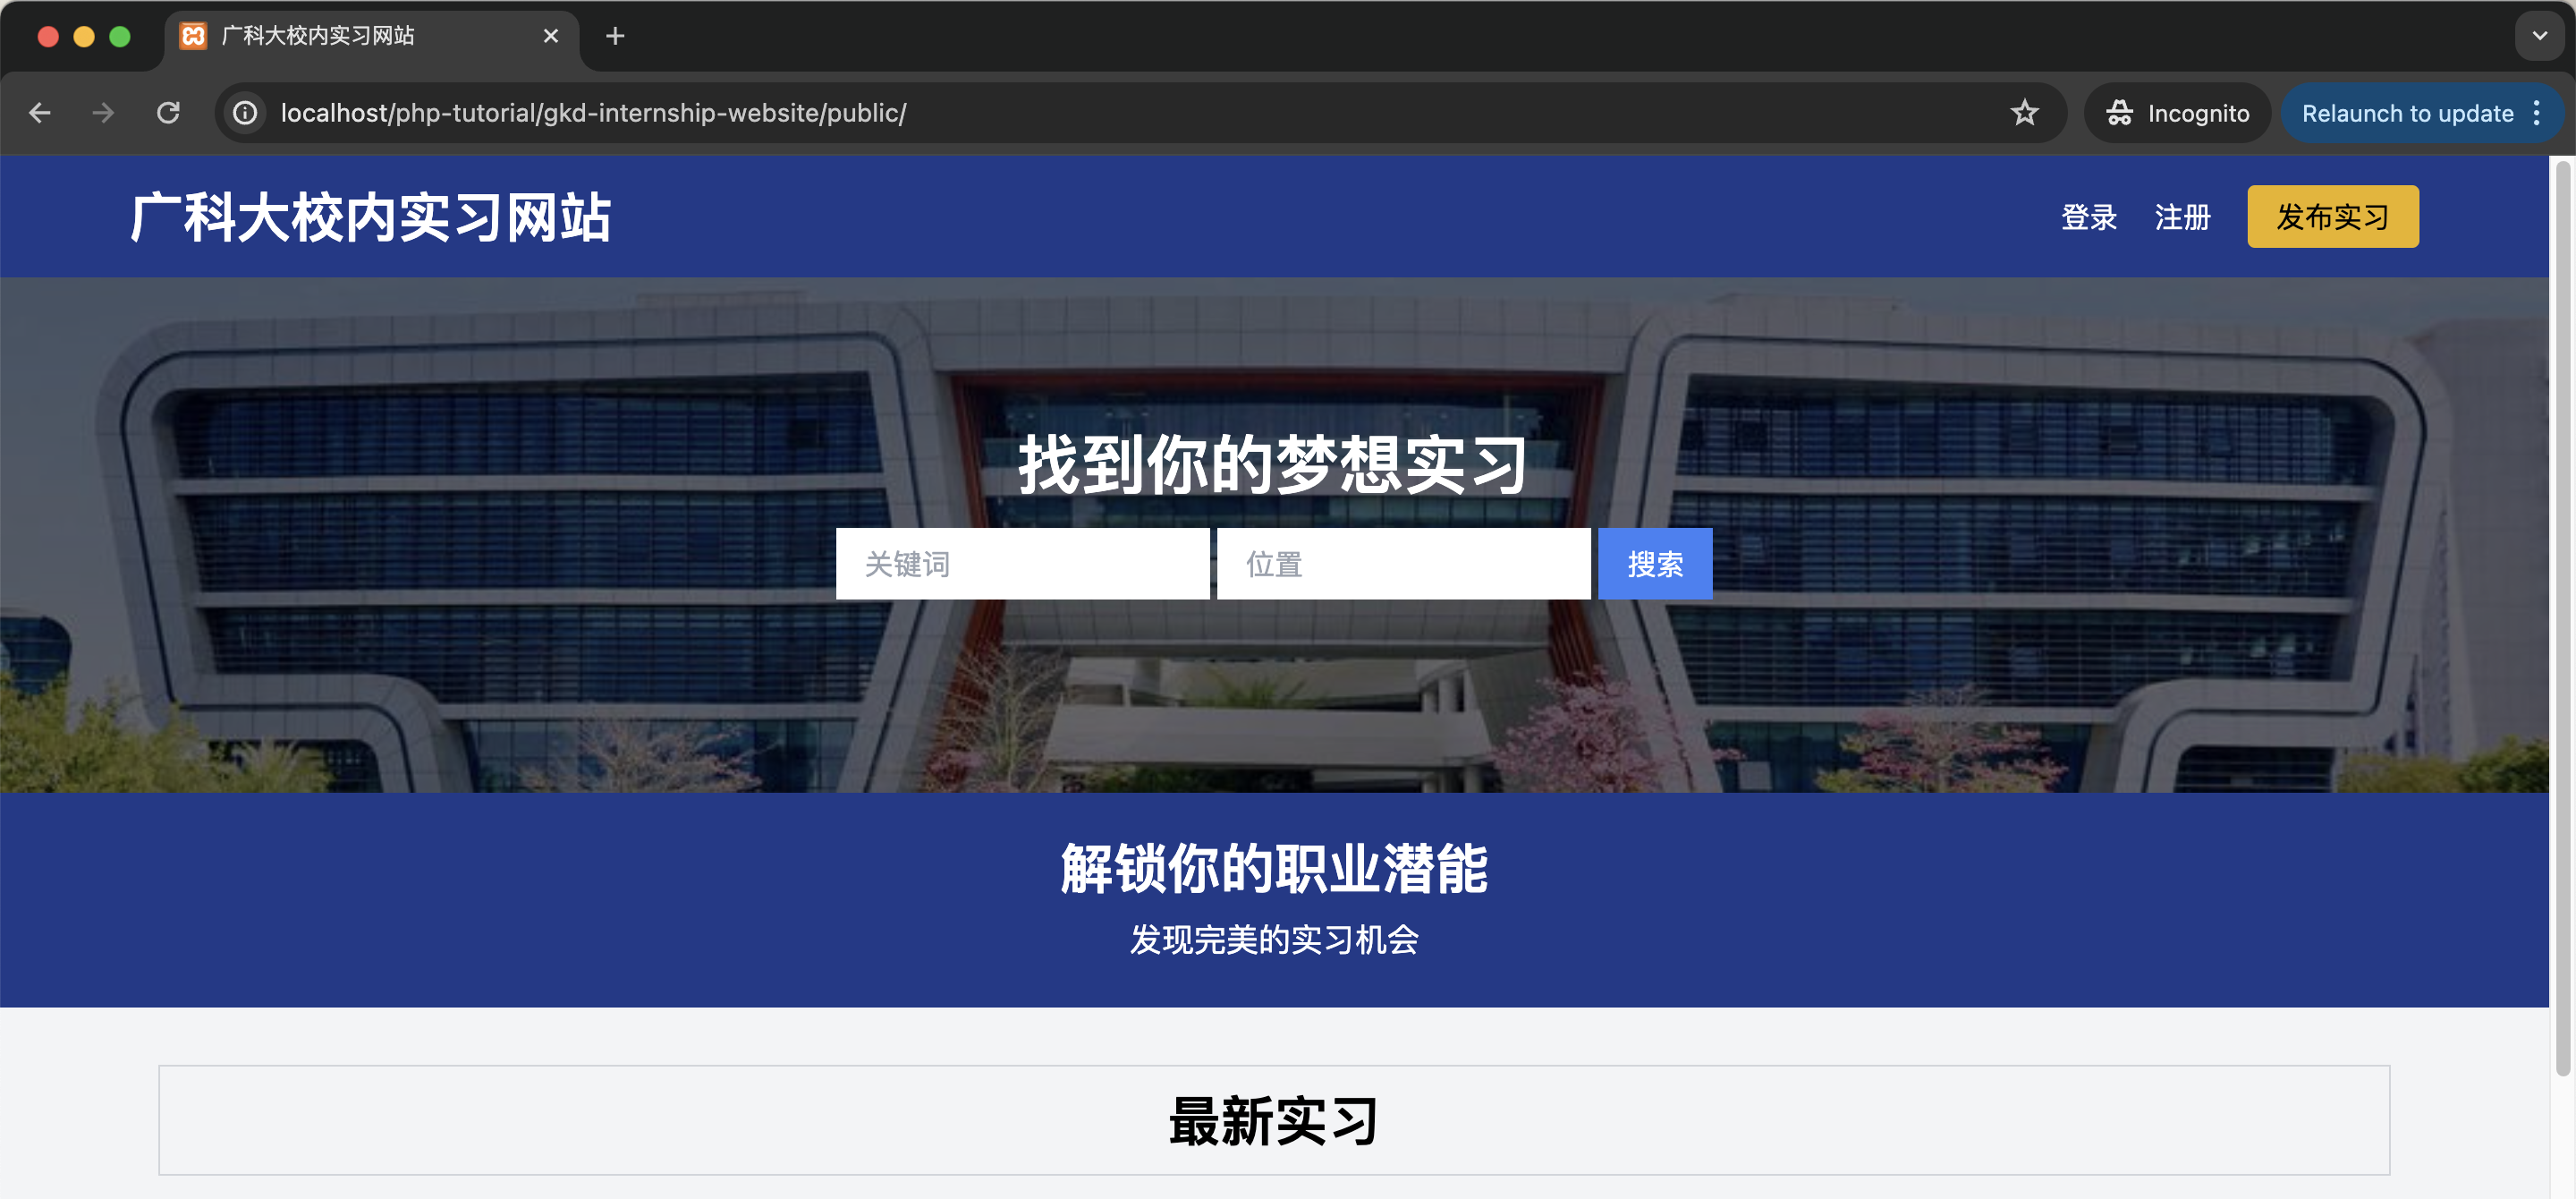 广科大校内实习网站
localhost/php-tutorial/gkd-internship-website/public/
Incognito
Relaunch to update
广科大校内实习网站
登录
注册
发布实习
找到你的梦想实习
关键词
位置
搜索
解锁你的职业潜能
发现完美的实习机会
最新实习